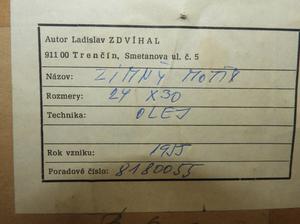 Autor Ladislav ZDVÍHAL
911 00 Trenčín, Smetanova ul. č. 5
Názov: ZIMNÝ MOTÍV
Rozmery: 24 X30
Technika: OLEJ
Rok vzniku: 1955
Poradové číslo: 8180055